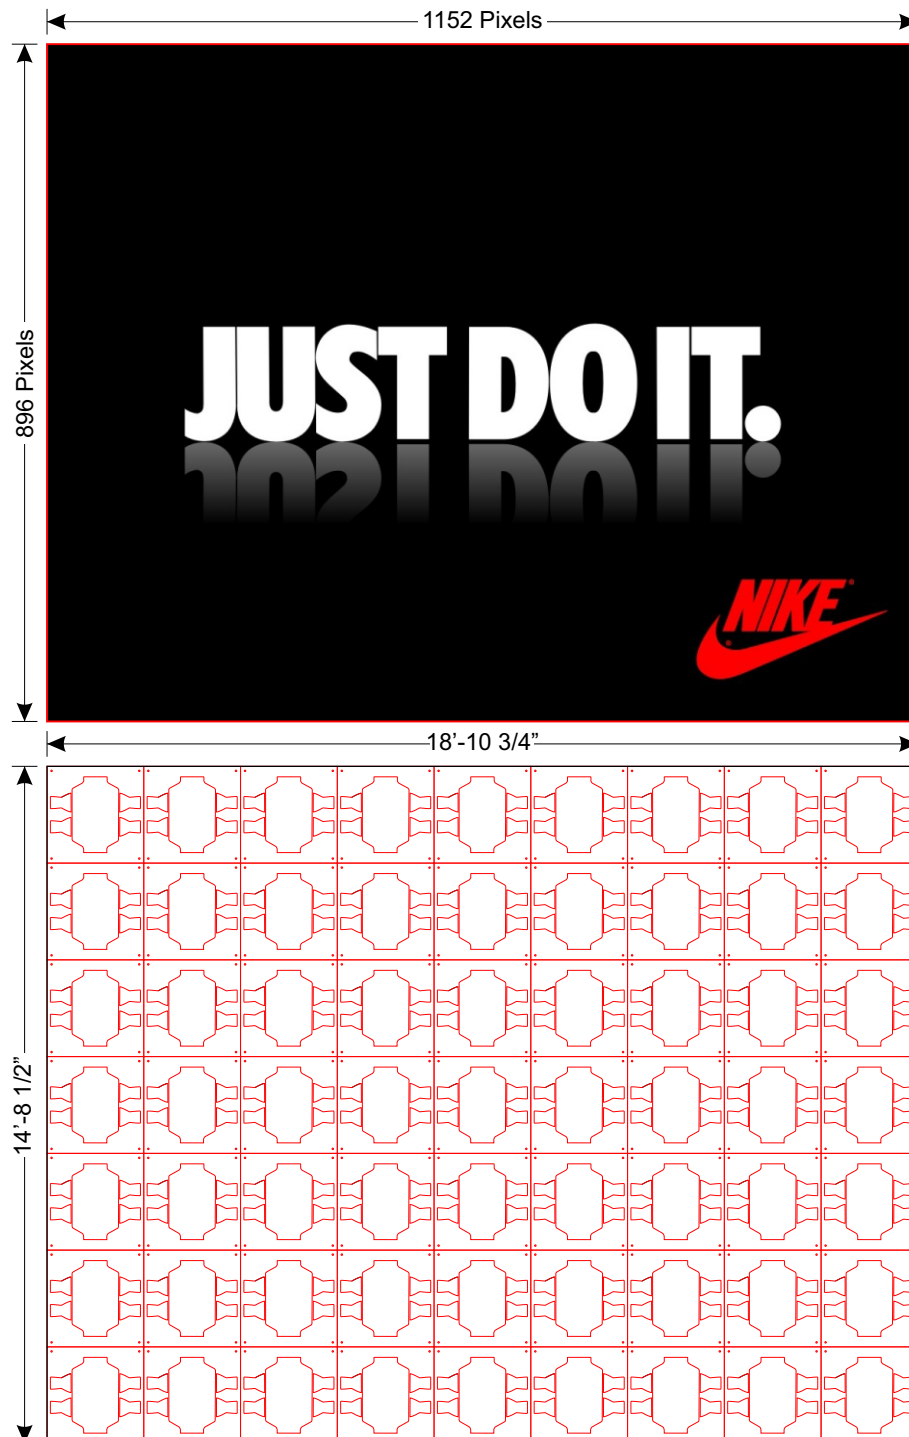 1152 Pixels
896 Pixels
JUST DO IT.
NIKE
18’-10 3/4”
14’-8 1/2”